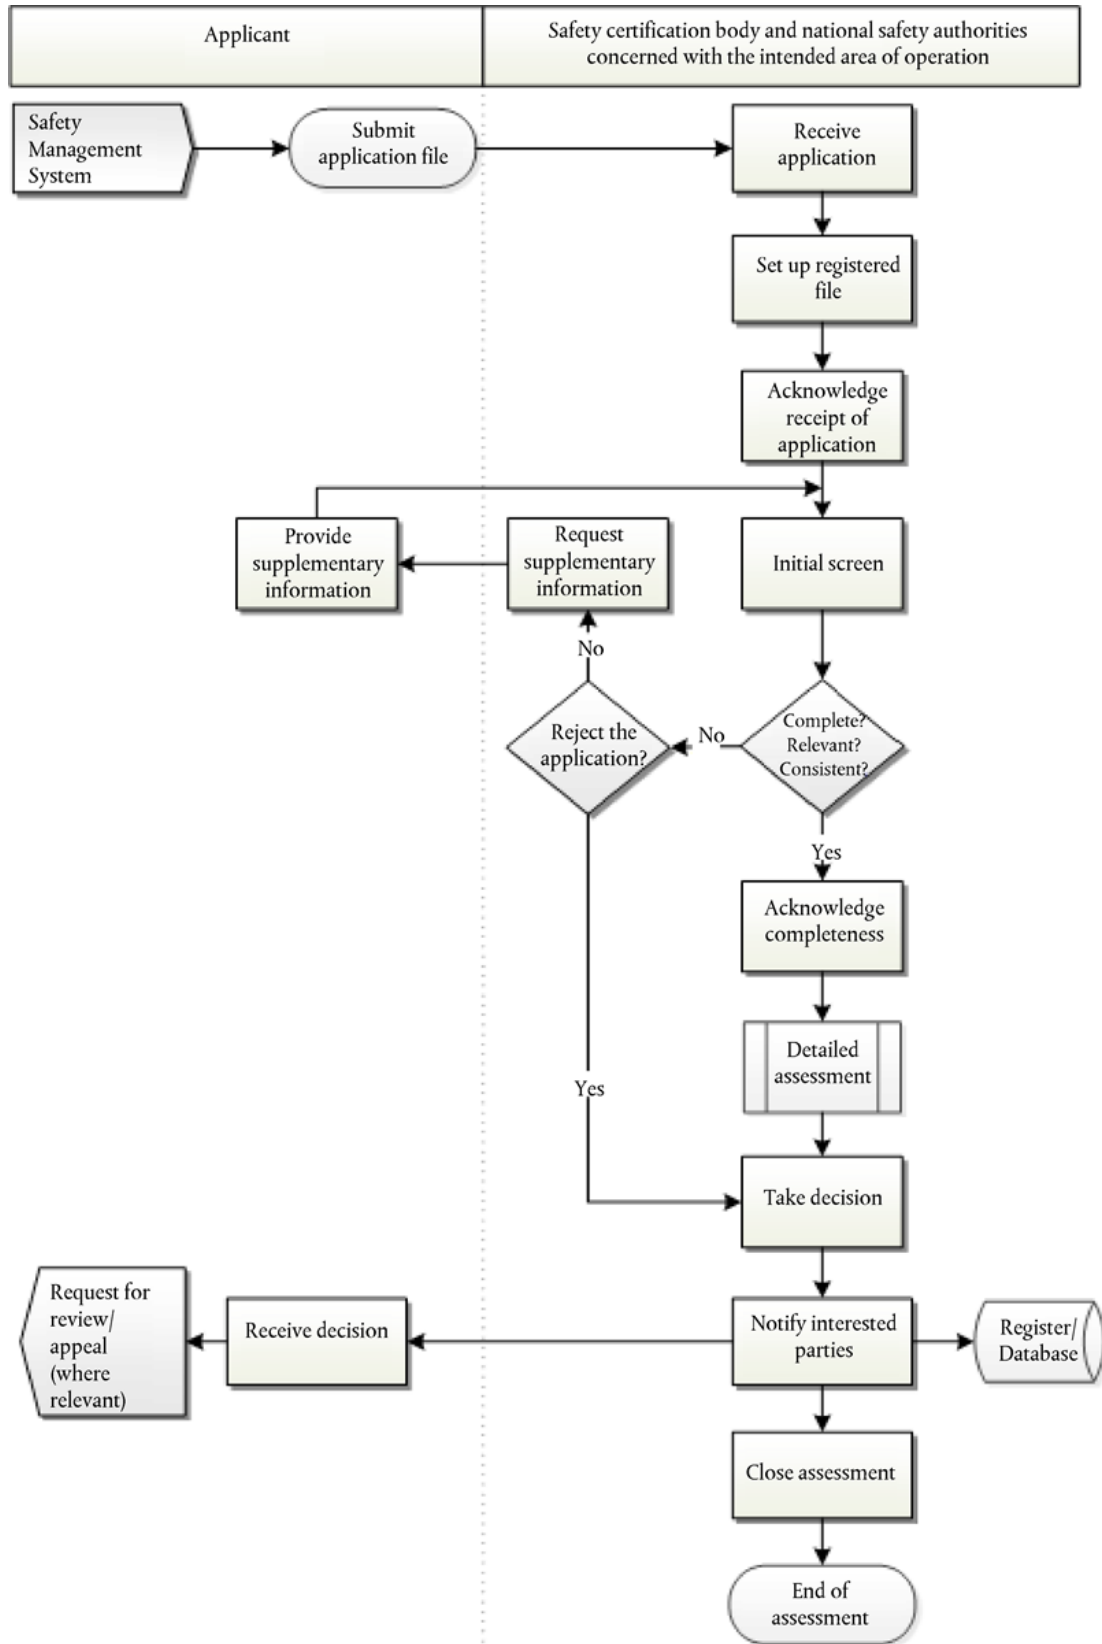 Applicant
Safety certification body and national safety authorities
concerned with the intended area of operation
Safety
Management
System
Submit
application file
Receive
application
Set up registered
file
Acknowledge
receipt of
application
Provide
supplementary
information
Request
supplementary
information
Initial screen
No
Reject the
application?
No
Complete?
Relevant?
Consistent?
Yes
Acknowledge
completeness
Detailed
assessment
Yes
Take decision
Request for
review/
appeal
(where
relevant)
Receive decision
Notify interested
parties
Register/
Database
Close assessment
End of
assessment